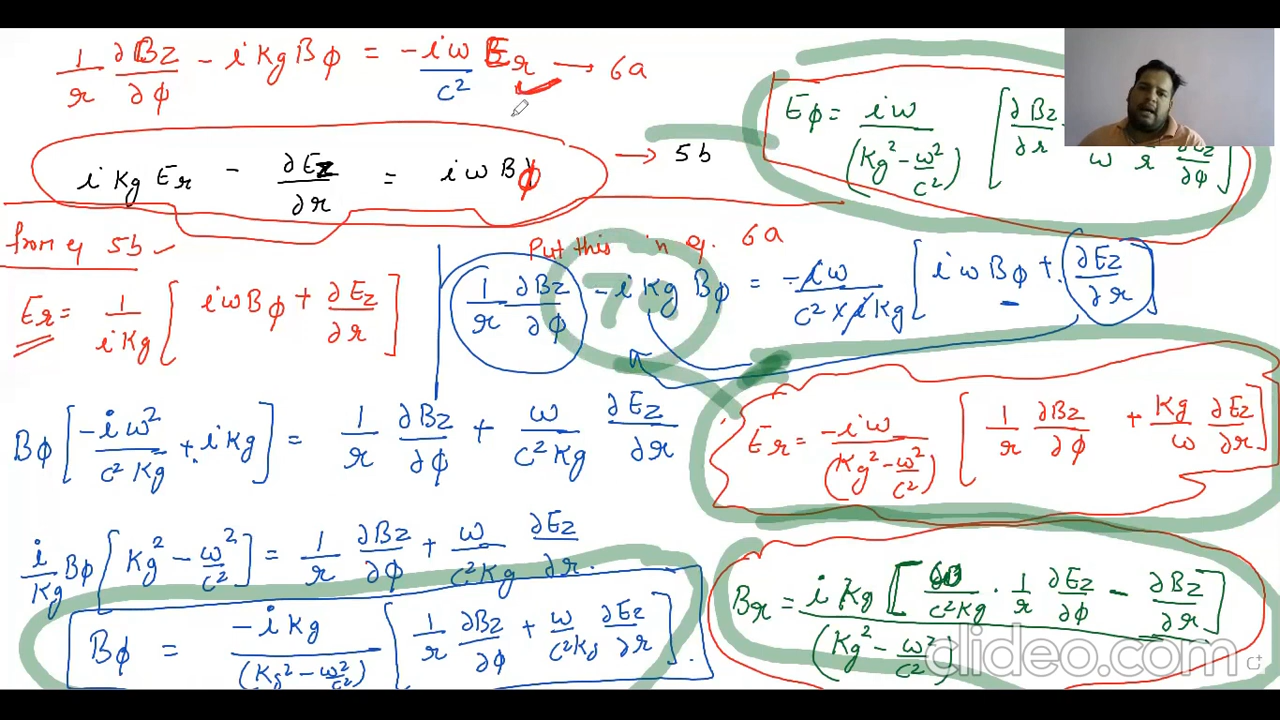 1/r ∂Bz/∂φ - i Kg Bφ = -iω/c² Er → 6a
i Kg Er - ∂Ez/∂r = iω Bφ → 5b
Eφ = iω/(Kg² - ω²/c²) [ ∂Bz/∂r ω r ∂φ ]
from eq 5b
Put this in eq. 6a
Er = 1/iKg [ iωBφ + ∂Ez/∂r ]
1/r ∂Bz/∂φ - i Kg Bφ = -iω/c² × iKg [ iω Bφ + ∂Ez/∂r ]
7
Bφ [ -iω²/c² Kg + i Kg ] = 1/r ∂Bz/∂φ + ω/c² Kg ∂Ez/∂r
Er = -iω/(Kg² - ω²/c²) [ 1/r ∂Bz/∂φ + Kg/ω ∂Ez/∂r ]
i/Kg Bφ [ Kg² - ω²/c² ] = 1/r ∂Bz/∂φ + ω/c² Kg ∂Ez/∂r.
Br = i Kg/(Kg² - ω²/c²) [ ω/c² Kg · 1/r ∂Ez/∂φ - ∂Bz/∂r ]
Bφ = -i Kg/(Kg² - ω²/c²) [ 1/r ∂Bz/∂φ + ω/c² Kg ∂Ez/∂r ].
clideo.com